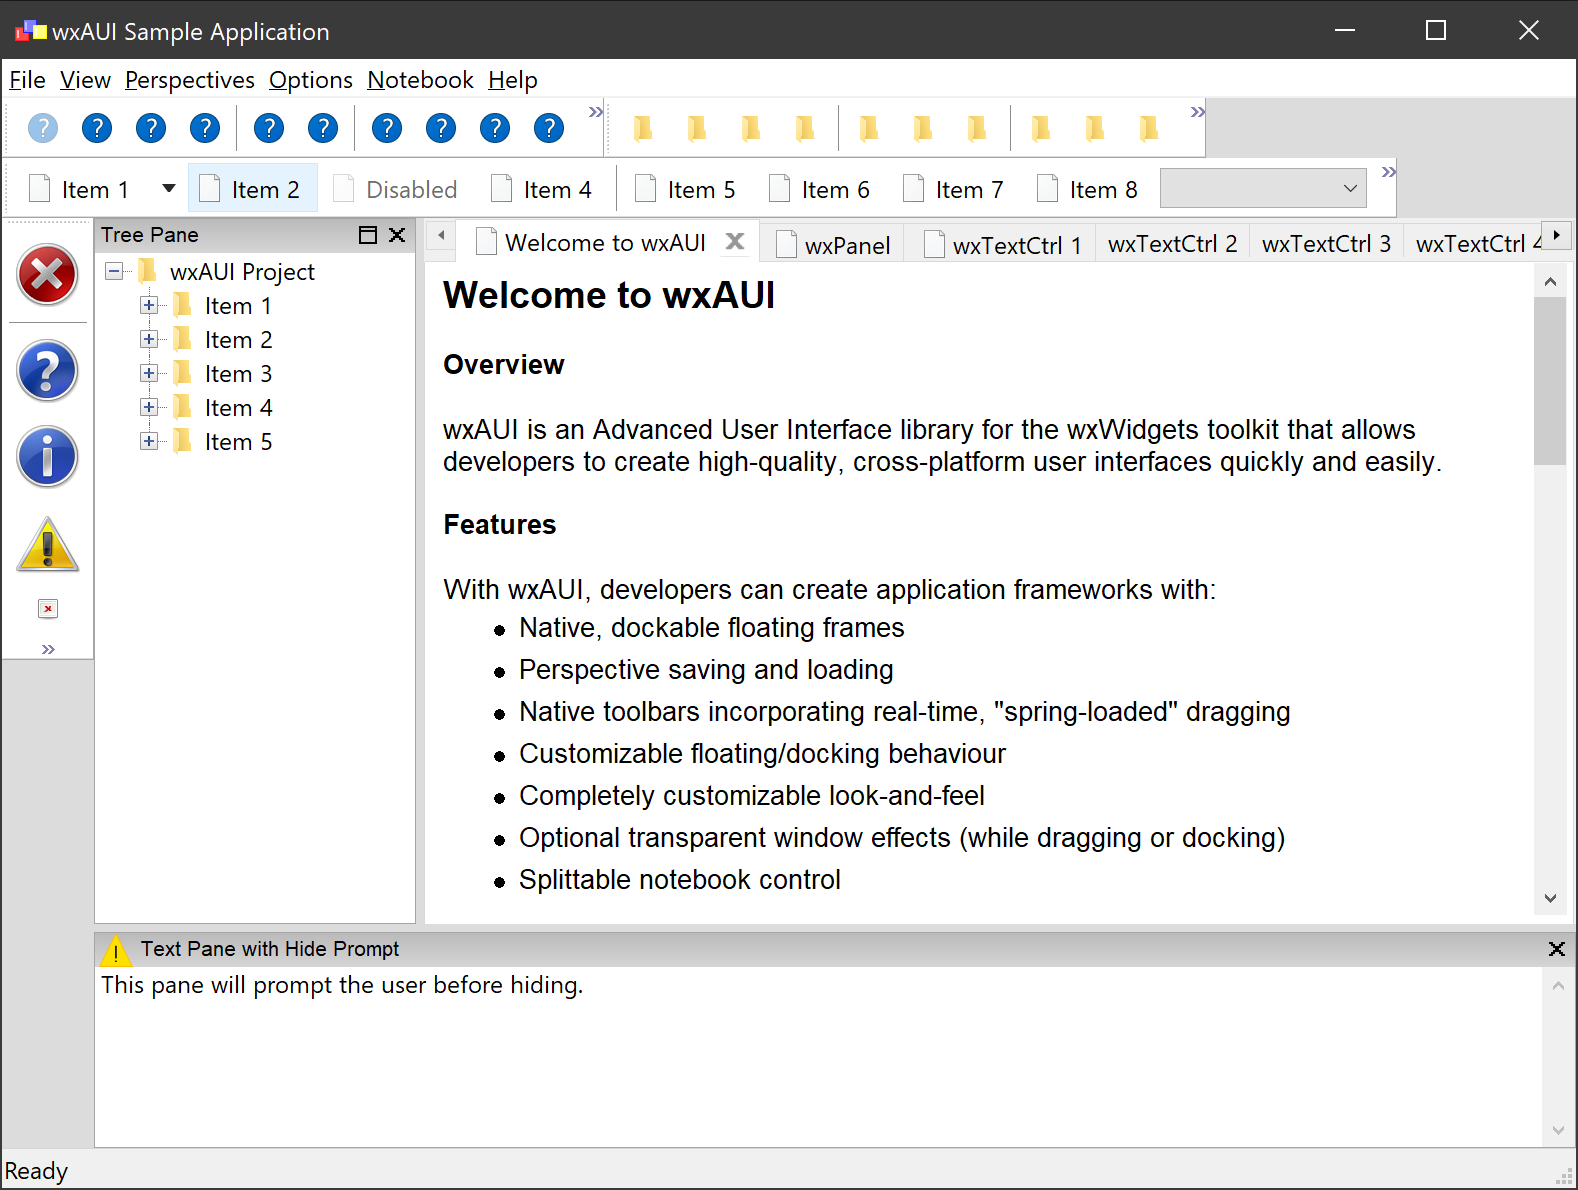 wxAUI Sample Application
File View Perspectives Options Notebook Help
Item 1 Item 2 Disabled Item 4 Item 5 Item 6 Item 7 Item 8
Tree Pane
wxAUI Project
Item 1
Item 2
Item 3
Item 4
Item 5
Welcome to wxAUI wxPanel wxTextCtrl 1 wxTextCtrl 2 wxTextCtrl 3 wxTextCtrl 4
Welcome to wxAUI
Overview
wxAUI is an Advanced User Interface library for the wxWidgets toolkit that allows
developers to create high-quality, cross-platform user interfaces quickly and easily.
Features
With wxAUI, developers can create application frameworks with:
Native, dockable floating frames
Perspective saving and loading
Native toolbars incorporating real-time, "spring-loaded" dragging
Customizable floating/docking behaviour
Completely customizable look-and-feel
Optional transparent window effects (while dragging or docking)
Splittable notebook control
Text Pane with Hide Prompt
This pane will prompt the user before hiding.
Ready